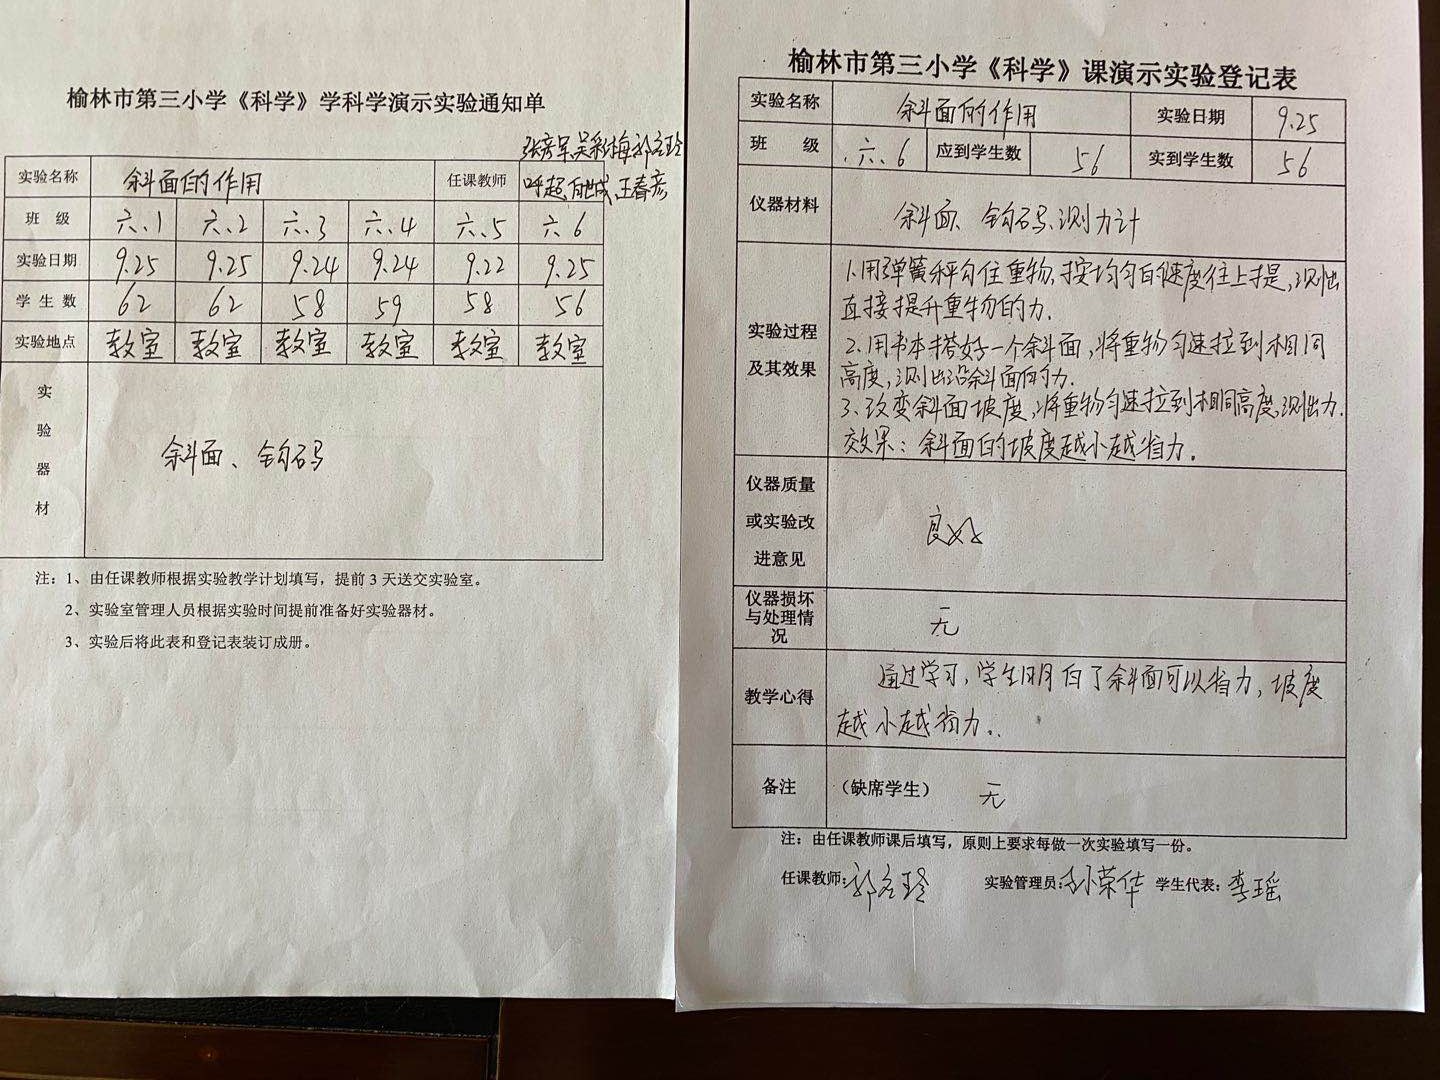 榆林市第三小学《科学》学科学演示实验通知单
实验名称 斜面的作用 任课教师
班 级 六.1 六.2 六.3 六.4 六.5 六.6
实验日期 9.25 9.25 9.24 9.24 9.22 9.25
学 生 数 62 62 58 59 58 56
实验地点 教室 教室 教室 教室 教室 教室
实验器材 斜面、钩码
注：1、由任课教师根据实验教学计划填写，提前 3 天送交实验室。
2、实验室管理人员根据实验时间提前准备好实验器材。
3、实验后将此表和登记表装订成册。
榆林市第三小学《科学》课演示实验登记表
实验名称 斜面的作用 实验日期 9.25
班 级 六.6 应到学生数 56 实到学生数 56
仪器材料 斜面、钩码、测力计
实验过程
及其效果
1.用弹簧秤勾住重物,按均匀的速度往上提,测出
直接提升重物的力.
2.用书本搭好一个斜面,将重物匀速拉到相同
高度,测出沿斜面的力.
3.改变斜面坡度,将重物匀速拉到相同高度,测出力.
效果：斜面的坡度越小越省力.
仪器质量
或实验改
进意见
良好
仪器损坏
与处理情
况
无
教学心得
通过学习,学生明白了斜面可以省力,坡度
越小越省力..
备注 （缺席学生） 无
注：由任课教师课后填写，原则上要求每做一次实验填写一份。
任课教师: 实验管理员: 孙荣华 学生代表: 李瑶